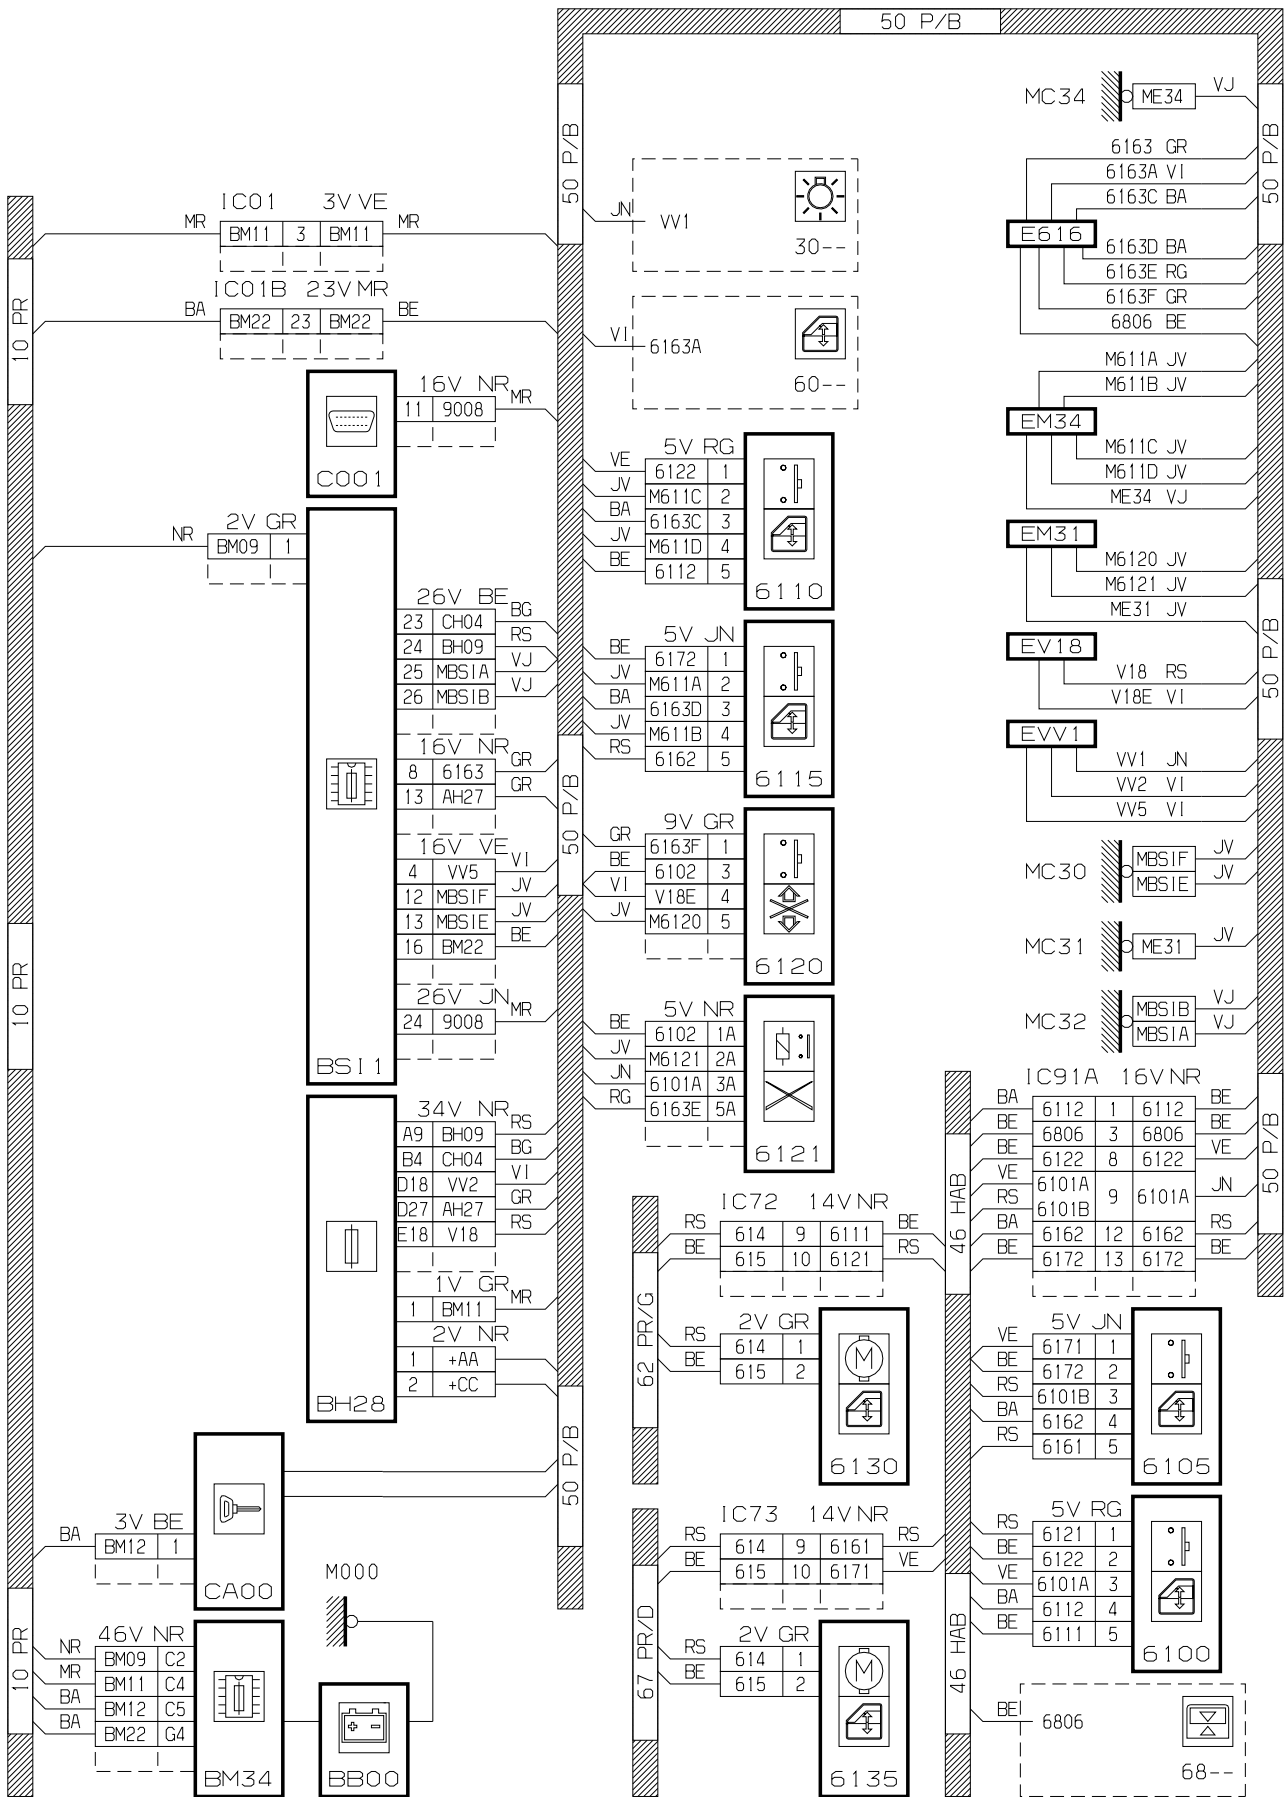 50 P/B
MC34 ME34 VJ
50 P/B
50 P/B
6163 GR
6163A VI
6163C BA
E616
6163D BA
6163E RG
6163F GR
6806 BE
JN VV1
30--
VI 6163A
60--
IC01 3V VE
MR BM11 3 BM11 MR
IC01B 23V MR
BA BM22 23 BM22 BE
10 PR
16V NR
11 9008 MR
C001
2V GR
NR BM09 1
26V BE
23 CH04 BG
24 BH09 RS
25 MBSIA VJ
26 MBSIB VJ
16V NR
8 6163 GR
13 AH27 GR
16V VE
4 VV5 VI
12 MBSIF JV
13 MBSIE JV
16 BM22 BE
26V JN
24 9008 MR
BSI1
10 PR
50 P/B
34V NR
A9 BH09 RS
B4 CH04 BG
D18 VV2 VI
D27 AH27 GR
E18 V18 RS
1V GR
1 BM11 MR
2V NR
1 +AA
2 +CC
BH28
50 P/B
3V BE
BA BM12 1
CA00
M000
10 PR
46V NR
NR BM09 C2
MR BM11 C4
BA BM12 C5
BA BM22 G4
BM34
BB00
5V RG
VE 6122 1
JV M611C 2
BA 6163C 3
JV M611D 4
BE 6112 5
6110
5V JN
BE 6172 1
JV M611A 2
BA 6163D 3
JV M611B 4
RS 6162 5
6115
9V GR
GR 6163F 1
BE 6102 3
VI V18E 4
JV M6120 5
6120
5V NR
BE 6102 1A
JV M6121 2A
JN 6101A 3A
RG 6163E 5A
6121
M611A JV
M611B JV
EM34
M611C JV
M611D JV
ME34 VJ
EM31
M6120 JV
M6121 JV
ME31 JV
50 P/B
EV18
V18 RS
V18E VI
EVV1
VV1 JN
VV2 VI
VV5 VI
MC30 MBSIF JV
MBSIE JV
MC31 ME31 JV
MC32 MBSIB VJ
MBSIA VJ
IC91A 16V NR
BA 6112 1 6112 BE
BE 6806 3 6806 BE
BE 6122 8 6122 VE
VE 6101A 9 6101A JN
RS 6101B
BA 6162 12 6162 RS
BE 6172 13 6172 BE
50 P/B
46 HAB
IC72 14V NR
RS 614 9 6111 BE
BE 615 10 6121 RS
62 PR/G
2V GR
RS 614 1
BE 615 2
6130
5V JN
VE 6171 1
BE 6172 2
RS 6101B 3
BA 6162 4
RS 6161 5
6105
IC73 14V NR
RS 614 9 6161 RS
BE 615 10 6171 VE
67 PR/D
2V GR
RS 614 1
BE 615 2
6135
5V RG
RS 6121 1
BE 6122 2
VE 6101A 3
BA 6112 4
BE 6111 5
6100
46 HAB
BE 6806
68--